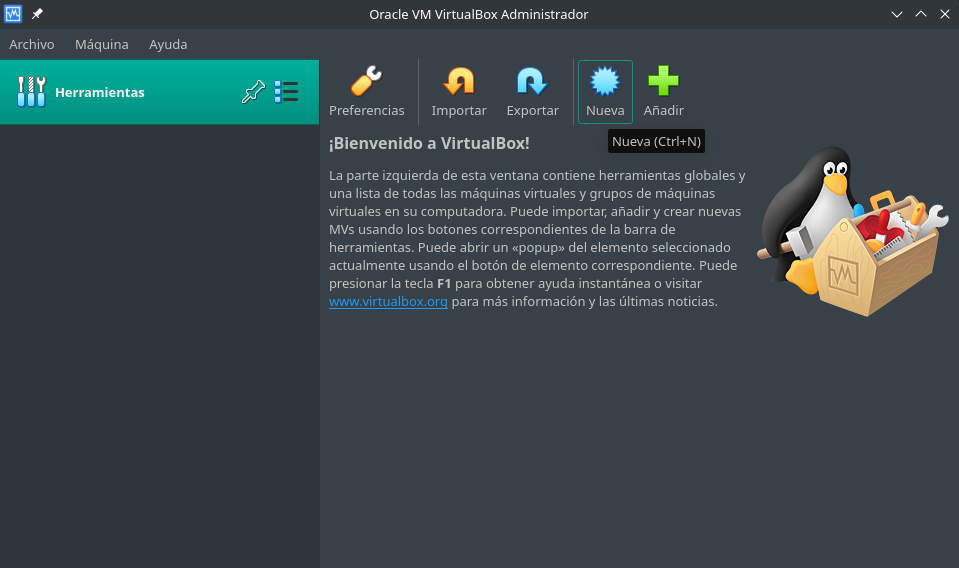 Oracle VM VirtualBox Administrador
Archivo Máquina Ayuda
Herramientas
Preferencias Importar Exportar Nueva Añadir
Nueva (Ctrl+N)
¡Bienvenido a VirtualBox!
La parte izquierda de esta ventana contiene herramientas globales y
una lista de todas las máquinas virtuales y grupos de máquinas
virtuales en su computadora. Puede importar, añadir y crear nuevas
MVs usando los botones correspondientes de la barra de
herramientas. Puede abrir un «popup» del elemento seleccionado
actualmente usando el botón de elemento correspondiente. Puede
presionar la tecla F1 para obtener ayuda instantánea o visitar
www.virtualbox.org para más información y las últimas noticias.